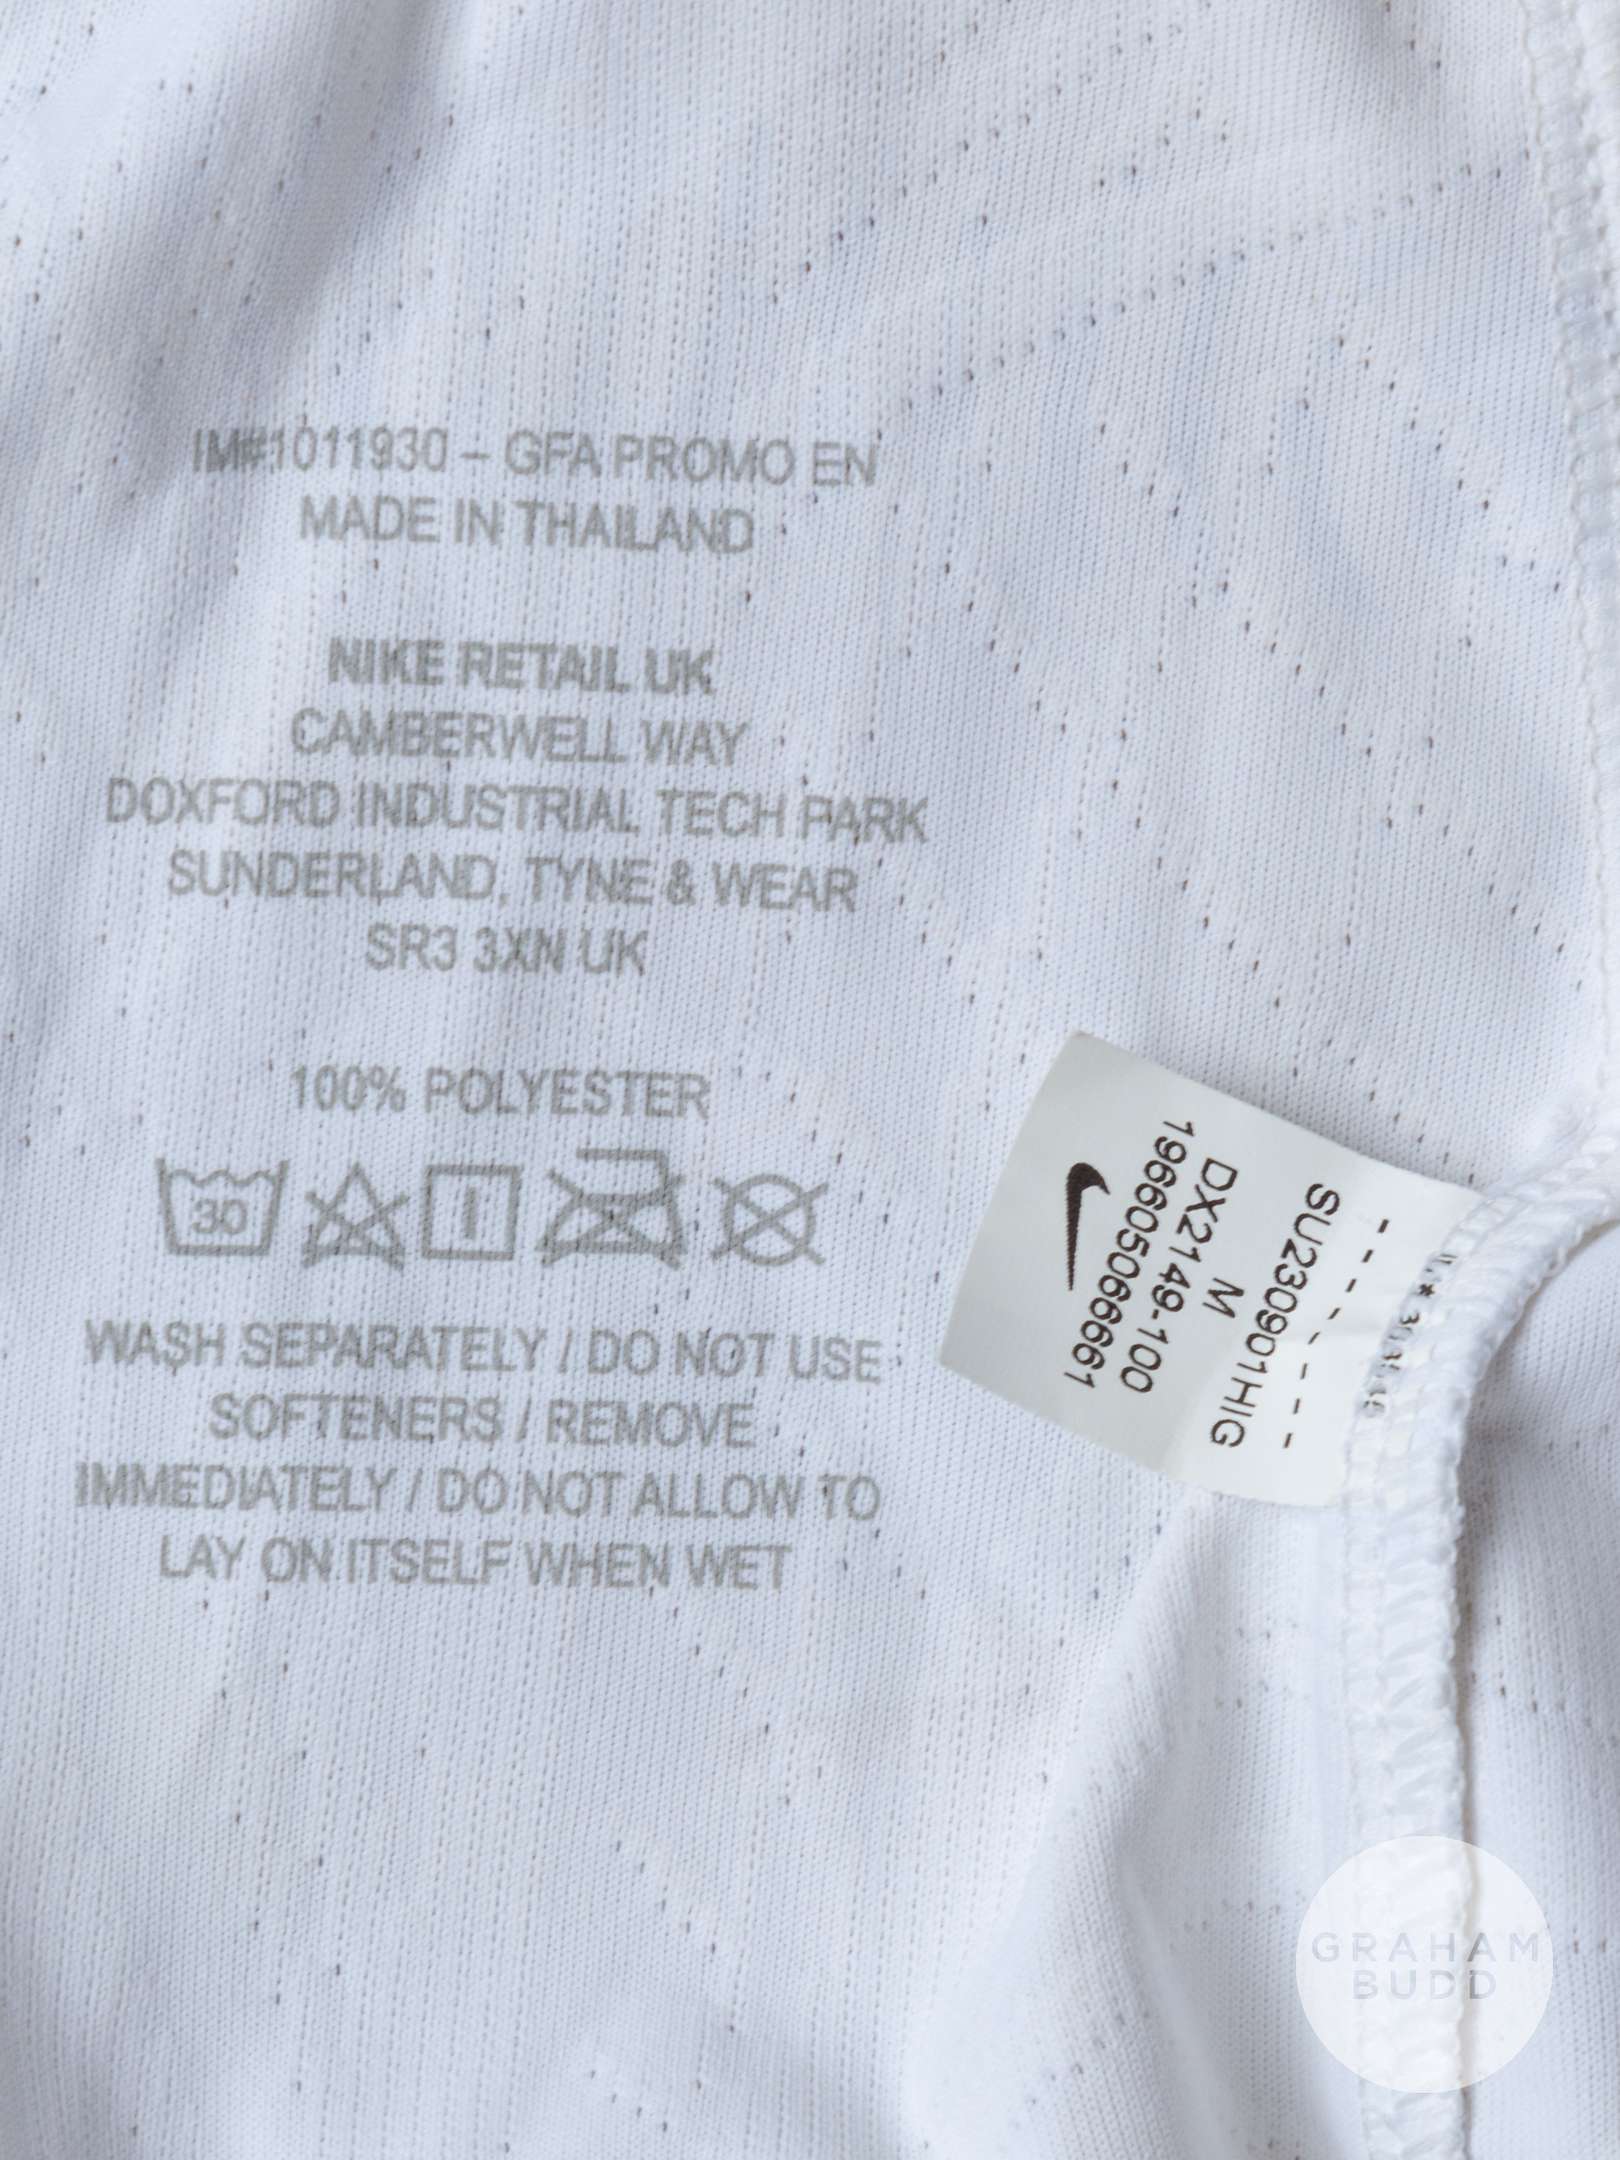 IM#1011930 – GFA PROMO EN
MADE IN THAILAND
NIKE RETAIL UK
CAMBERWELL WAY
DOXFORD INDUSTRIAL TECH PARK
SUNDERLAND, TYNE & WEAR
SR3 3XN UK
100% POLYESTER
30
WASH SEPARATELY / DO NOT USE
SOFTENERS / REMOVE
IMMEDIATELY / DO NOT ALLOW TO
LAY ON ITSELF WHEN WET
SU230901HIG
M
DX2149-100
196605066661
GRAHAM
BUDD